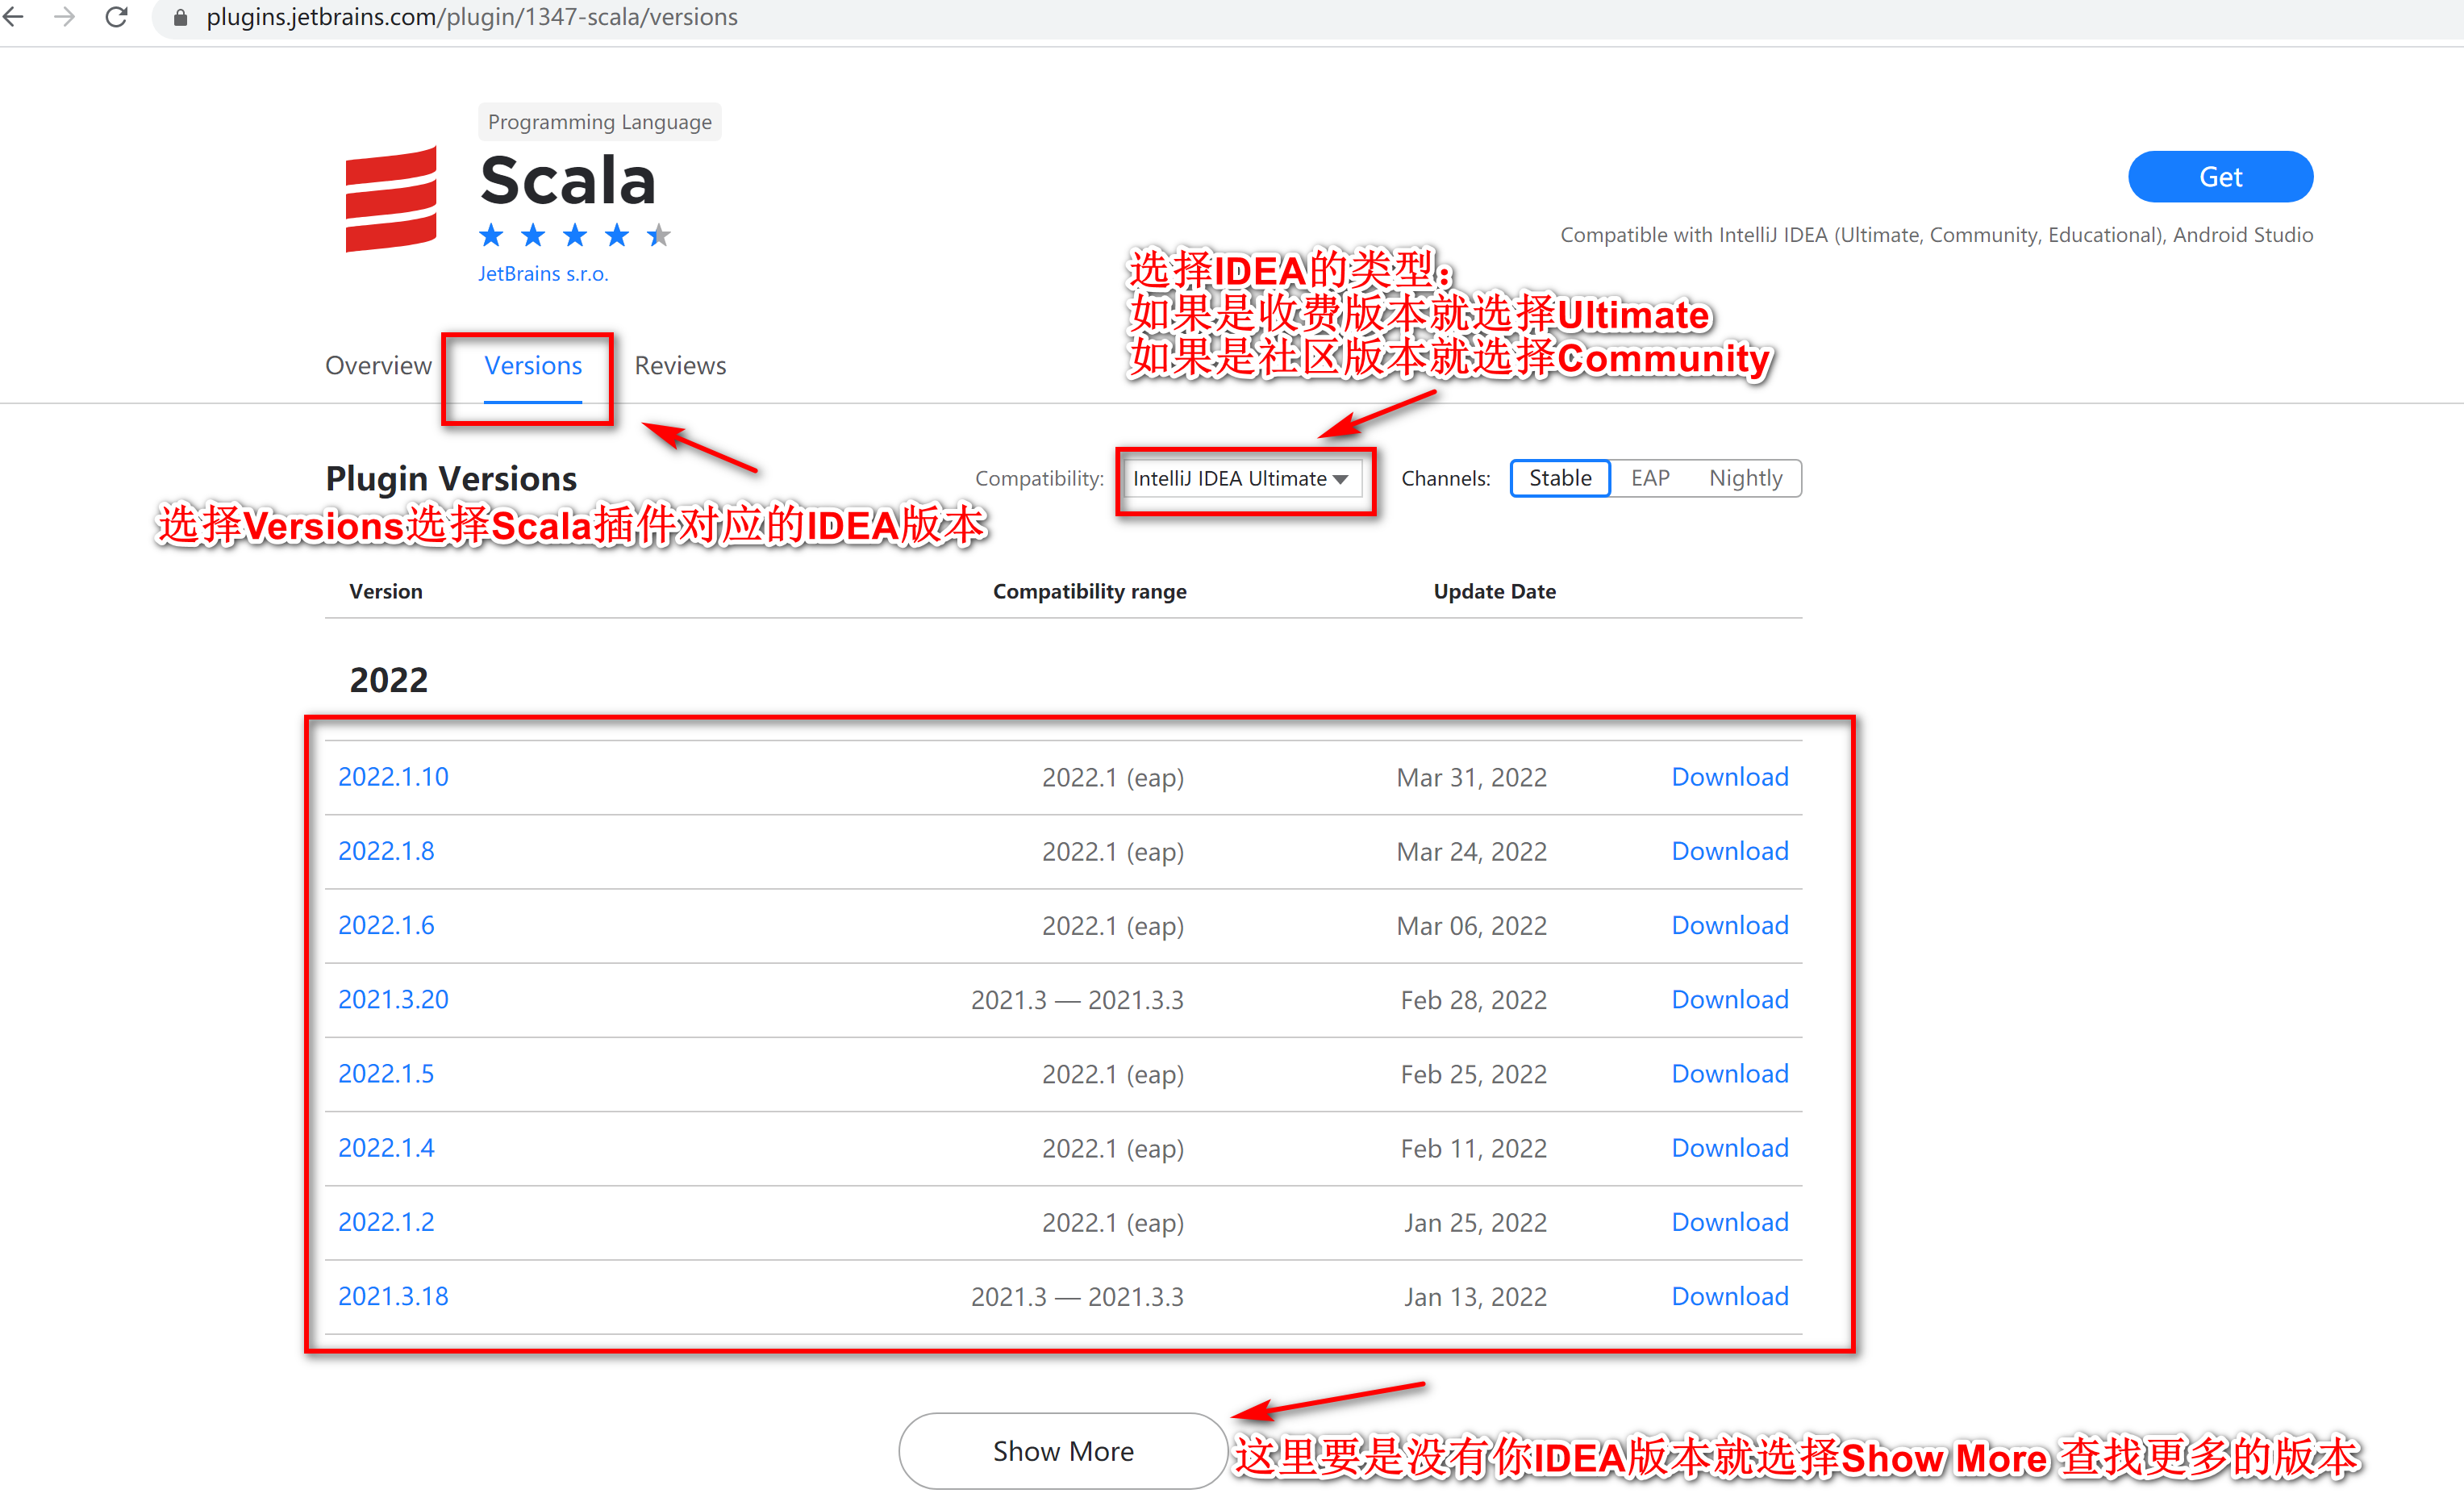 plugins.jetbrains.com/plugin/1347-scala/versions
Programming Language
Scala
JetBrains s.r.o.
Get
Compatible with IntelliJ IDEA (Ultimate, Community, Educational), Android Studio
选择IDEA的类型：
如果是收费版本就选择Ultimate
如果是社区版本就选择Community
Overview Versions Reviews
Plugin Versions
Compatibility: IntelliJ IDEA Ultimate Channels: Stable EAP Nightly
选择Versions选择Scala插件对应的IDEA版本
Version Compatibility range Update Date
2022
2022.1.10 2022.1 (eap) Mar 31, 2022 Download
2022.1.8 2022.1 (eap) Mar 24, 2022 Download
2022.1.6 2022.1 (eap) Mar 06, 2022 Download
2021.3.20 2021.3 — 2021.3.3 Feb 28, 2022 Download
2022.1.5 2022.1 (eap) Feb 25, 2022 Download
2022.1.4 2022.1 (eap) Feb 11, 2022 Download
2022.1.2 2022.1 (eap) Jan 25, 2022 Download
2021.3.18 2021.3 — 2021.3.3 Jan 13, 2022 Download
Show More
这里要是没有你IDEA版本就选择Show More 查找更多的版本